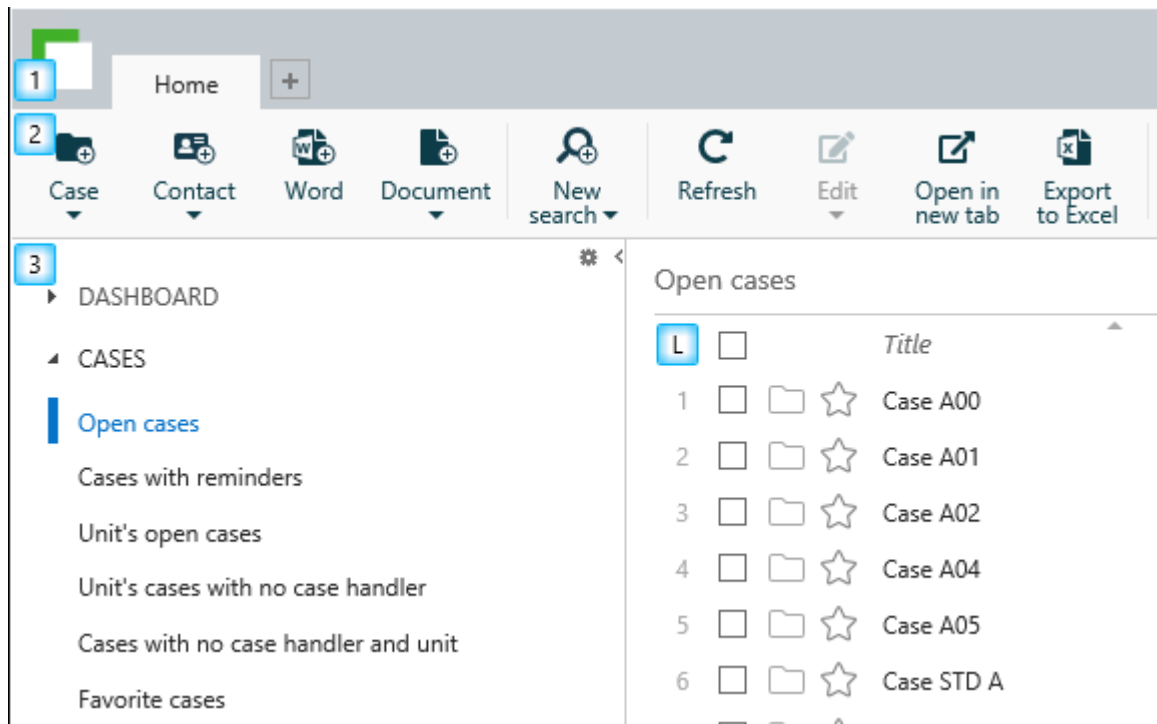 1
Home
+
2
Case
Contact
Word
Document
New
search
Refresh
Edit
Open in
new tab
Export
to Excel
3
DASHBOARD
CASES
Open cases
Cases with reminders
Unit's open cases
Unit's cases with no case handler
Cases with no case handler and unit
Favorite cases
Open cases
L Title
1 Case A00
2 Case A01
3 Case A02
4 Case A04
5 Case A05
6 Case STD A